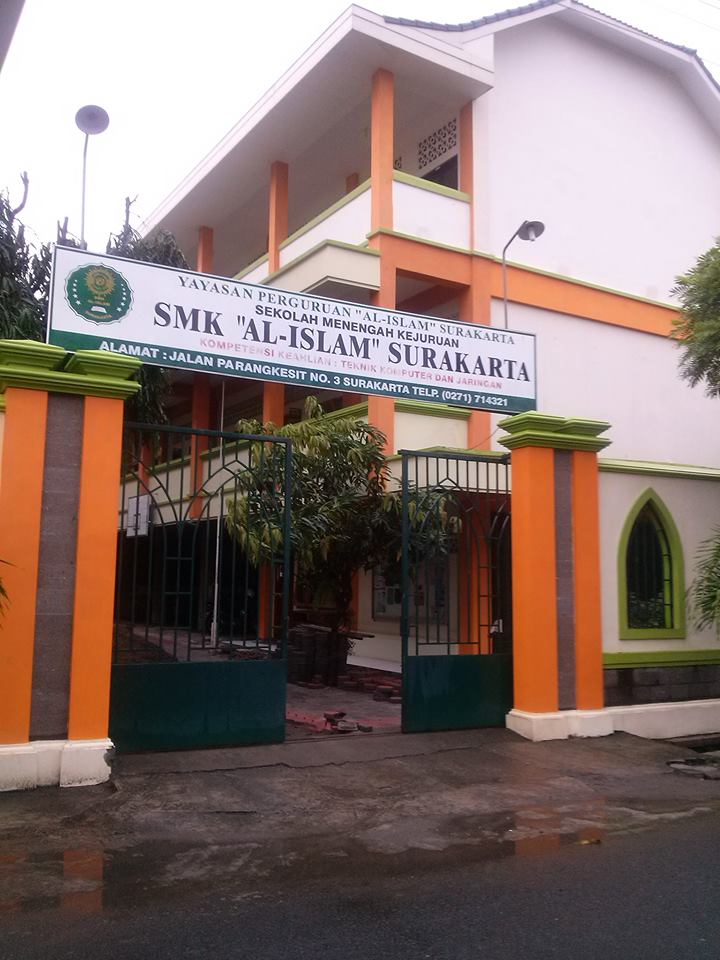 YAYASAN PERGURUAN "AL-ISLAM" SURAKARTA
SEKOLAH MENENGAH KEJURUAN
SMK "AL-ISLAM" SURAKARTA
KOMPETENSI KEAHLIAN : TEKNIK KOMPUTER DAN JARINGAN
ALAMAT : JALAN PARANGKESIT NO. 3 SURAKARTA TELP. (0271) 714321